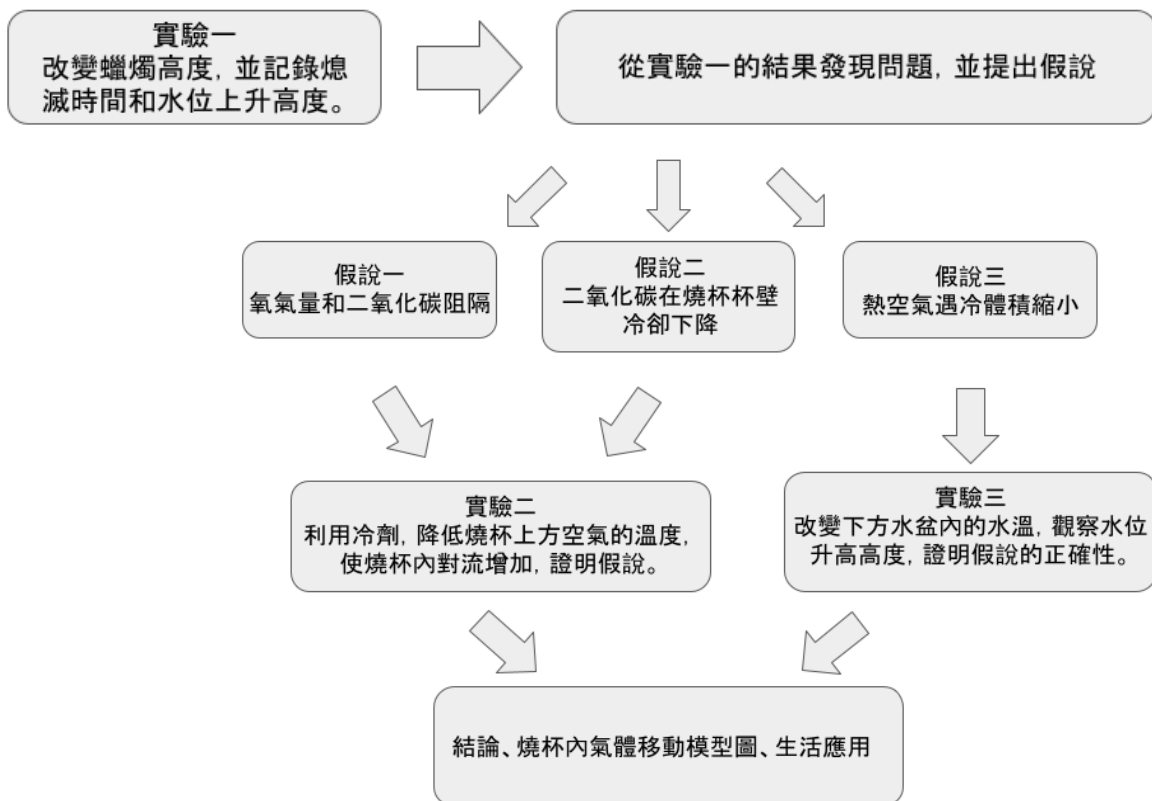 實驗一
改變蠟燭高度, 並記錄熄
滅時間和水位上升高度。
從實驗一的結果發現問題, 並提出假說
假說一
氧氣量和二氧化碳阻隔
假說二
二氧化碳在燒杯杯壁
冷卻下降
假說三
熱空氣遇冷體積縮小
實驗二
利用冷劑, 降低燒杯上方空氣的溫度,
使燒杯內對流增加, 證明假說。
實驗三
改變下方水盆內的水溫, 觀察水位
升高高度, 證明假說的正確性。
結論、燒杯內氣體移動模型圖、生活應用